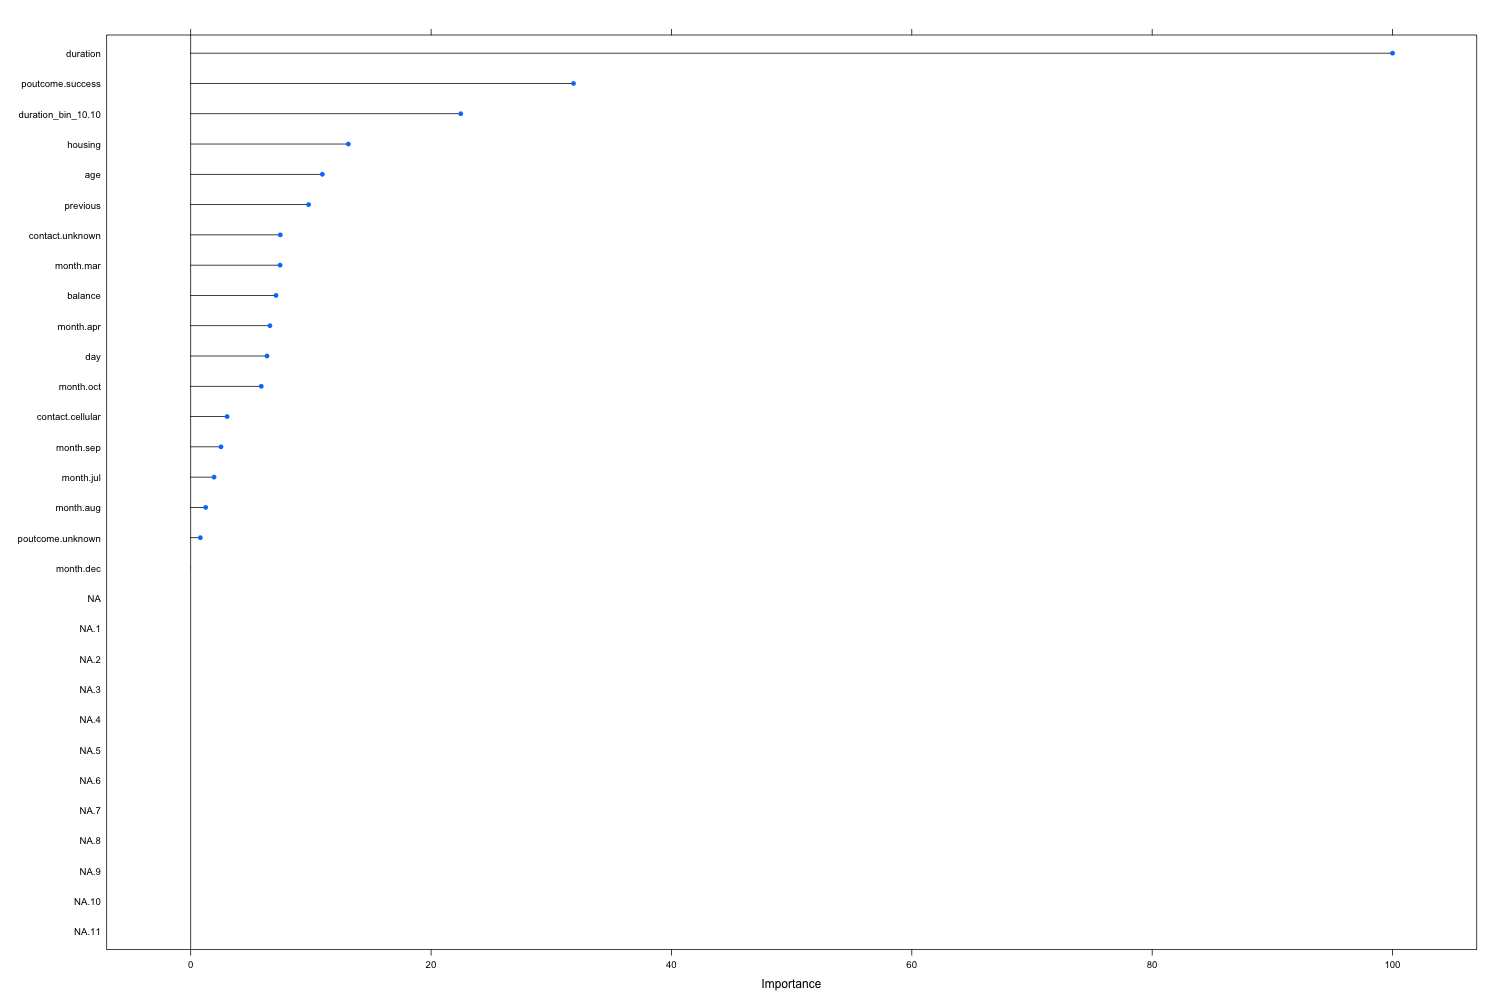 duration
poutcome.success
duration_bin_10.10
housing
age
previous
contact.unknown
month.mar
balance
month.apr
day
month.oct
contact.cellular
month.sep
month.jul
month.aug
poutcome.unknown
month.dec
NA
NA.1
NA.2
NA.3
NA.4
NA.5
NA.6
NA.7
NA.8
NA.9
NA.10
NA.11
0 20 40 60 80 100
Importance